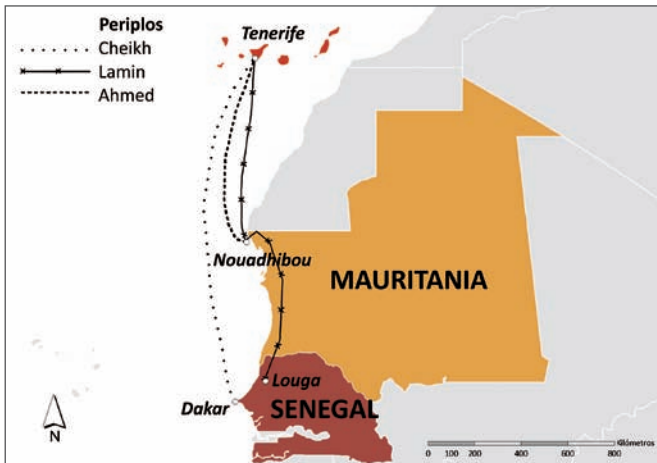 Periplos
Cheikh
Lamin
Ahmed
Tenerife
Nouadhibou
MAURITANIA
Louga
Dakar
SENEGAL
N
Kilómetros
0 100 200 400 600 800